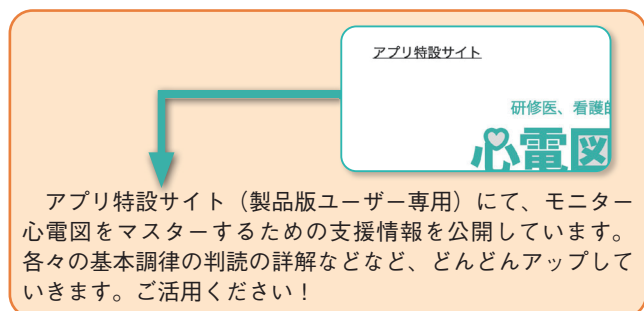 アプリ特設サイト
研修医、看護師
心電図
　アプリ特設サイト（製品版ユーザー専用）にて、モニター
心電図をマスターするための支援情報を公開しています。
各々の基本調律の判読の詳解などなど、どんどんアップして
いきます。ご活用ください！